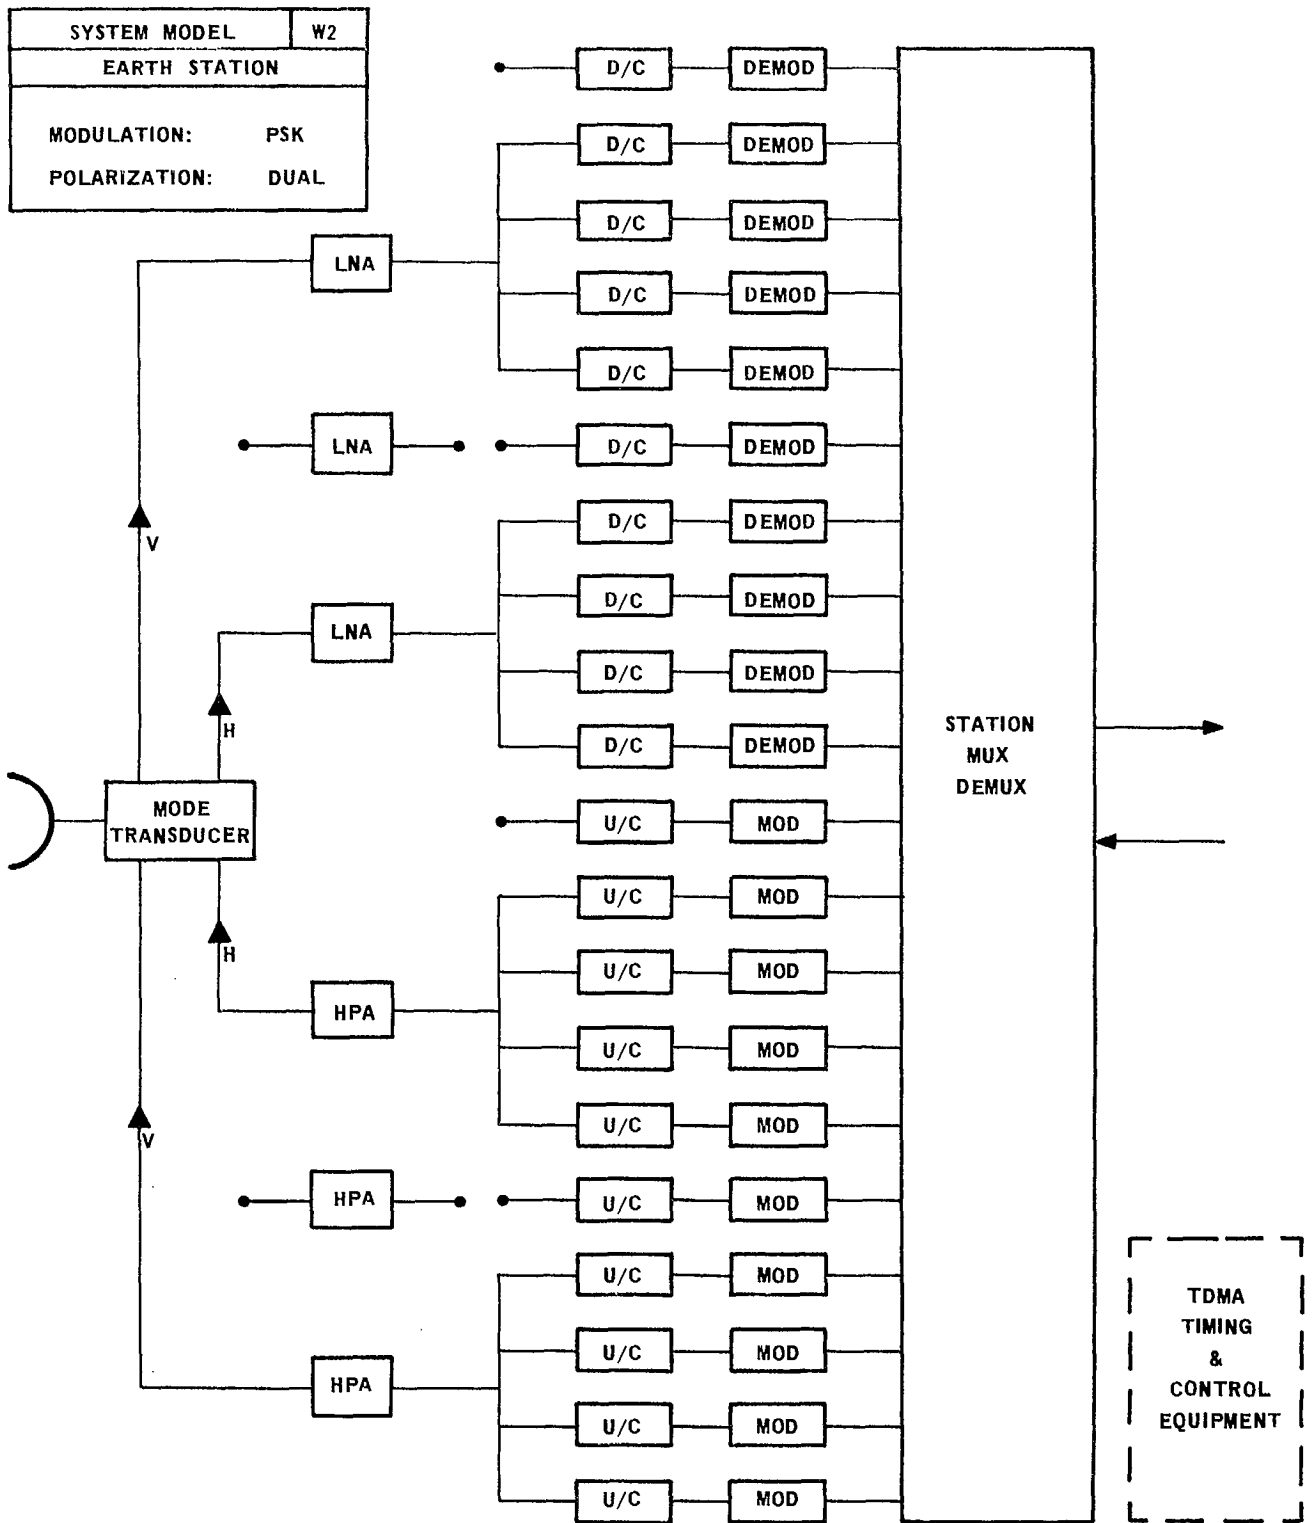 SYSTEM MODEL W2
EARTH STATION
MODULATION: PSK
POLARIZATION: DUAL
D/C DEMOD
D/C DEMOD
D/C DEMOD
LNA
D/C DEMOD
D/C DEMOD
LNA D/C DEMOD
D/C DEMOD
V
D/C DEMOD
LNA
D/C DEMOD
H
D/C DEMOD
STATION
MUX
DEMUX
MODE
TRANSDUCER
U/C MOD
U/C MOD
H
U/C MOD
HPA
U/C MOD
U/C MOD
V
HPA U/C MOD
U/C MOD
U/C MOD
HPA
U/C MOD
U/C MOD
TDMA
TIMING
&
CONTROL
EQUIPMENT